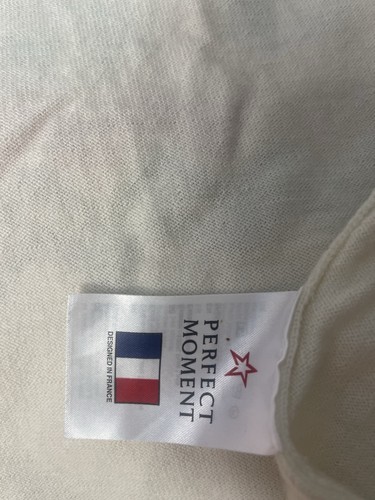 PERFECT
MOMENT
DESIGNED IN FRANCE